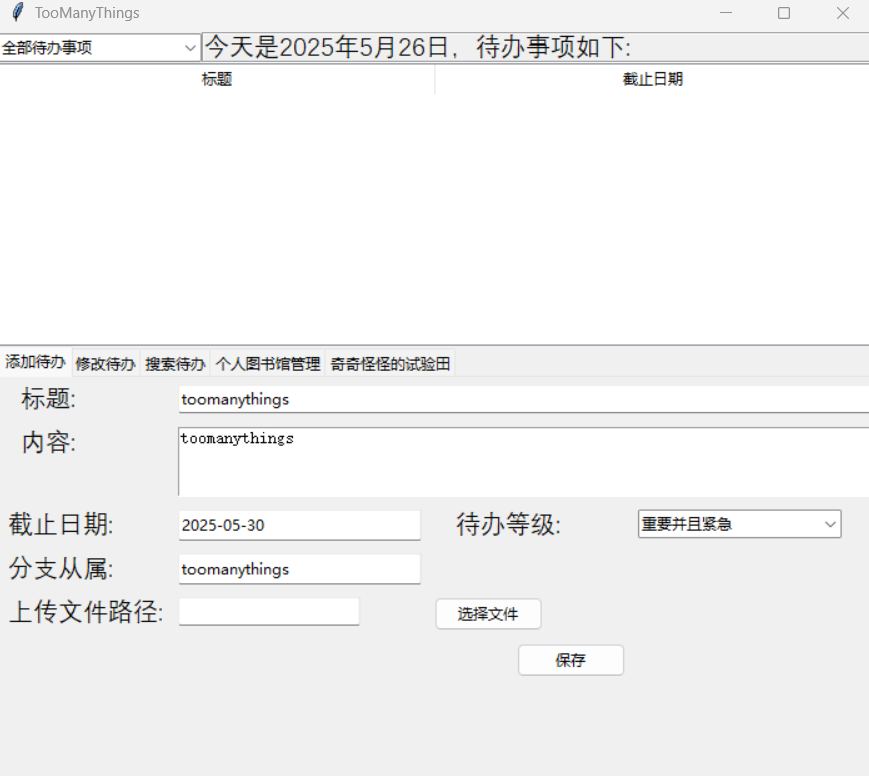 TooManyThings
全部待办事项 今天是2025年5月26日，待办事项如下:
标题 截止日期
添加待办 修改待办 搜索待办 个人图书馆管理 奇奇怪怪的试验田
标题: toomanythings
内容: toomanythings
截止日期: 2025-05-30 待办等级: 重要并且紧急
分支从属: toomanythings
上传文件路径: 选择文件
保存